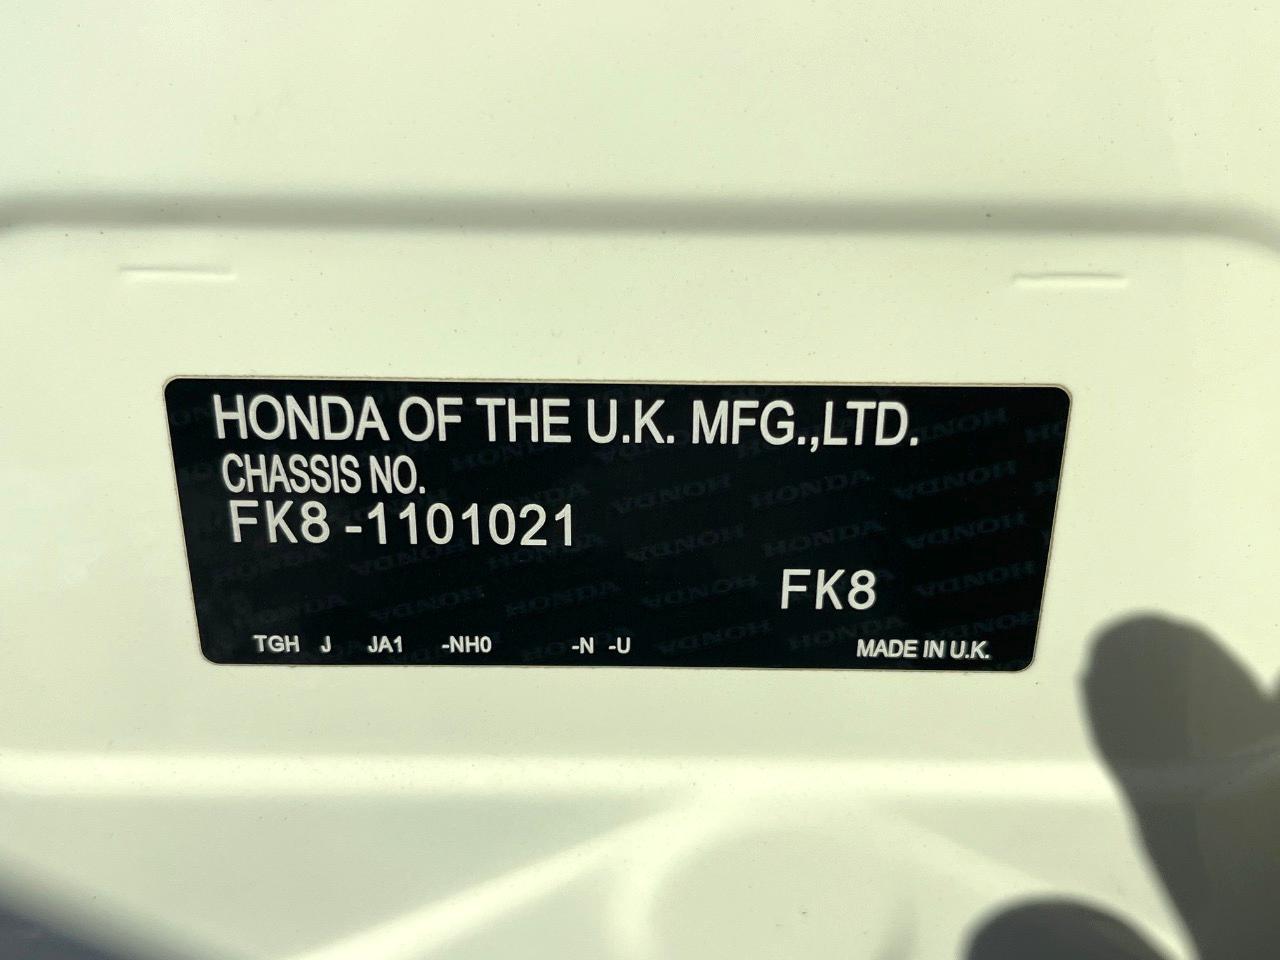 HONDA OF THE U.K. MFG.,LTD.
CHASSIS NO.
FK8 -1101021
FK8
TGH J JA1 -NH0 -N -U MADE IN U.K.